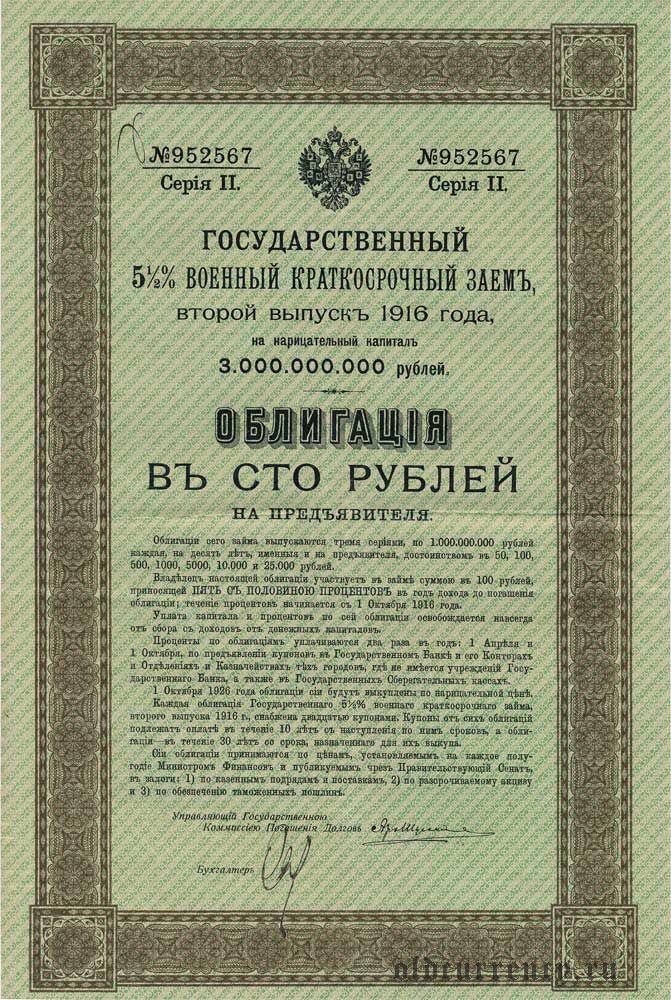 №952567
Серія II.
№952567
Серія II.
ГОСУДАРСТВЕННЫЙ
5½% ВОЕННЫЙ КРАТКОСРОЧНЫЙ ЗАЕМЪ,
второй выпускъ 1916 года,
на нарицательный капиталъ
3.000.000.000 рублей.
ОБЛИГАЦІЯ
ВЪ СТО РУБЛЕЙ
НА ПРЕДЪЯВИТЕЛЯ.
Облигаціи сего займа выпускаются тремя серіями, по 1.000.000.000 рублей
каждая, на десять лѣтъ, именныя и на предъявителя, достоинствомъ въ 50, 100,
500, 1000, 5000, 10.000 и 25.000 рублей.
Владѣлецъ настоящей облигаціи участвуетъ въ займѣ суммою въ 100 рублей,
приносящей ПЯТЬ СЪ ПОЛОВИНОЮ ПРОЦЕНТОВЪ въ годъ дохода до погашенія
облигаціи; теченіе процентовъ начинается съ 1 Октября 1916 года.
Уплата капитала и процентовъ по сей облигаціи освобождается навсегда
отъ сбора съ доходовъ отъ денежныхъ капиталовъ.
Проценты по облигаціямъ уплачиваются два раза въ годъ: 1 Апрѣля и
1 Октября, по предъявленіи купоновъ въ Государственномъ Банкѣ и его Конторахъ
и Отдѣленіяхъ и Казначействахъ тѣхъ городовъ, гдѣ не имѣется учрежденій Госу-
дарственнаго Банка, а также въ Государственныхъ Сберегательныхъ кассахъ.
1 Октября 1926 года облигаціи сіи будутъ выкуплены по нарицательной цѣнѣ.
Каждая облигація Государственнаго 5½% военнаго краткосрочнаго займа,
второго выпуска 1916 г., снабжена двадцатью купонами. Купоны отъ сихъ облигацій
подлежатъ оплатѣ въ теченіе 10 лѣтъ съ наступленія по нимъ сроковъ, а обли-
гаціи—въ теченіе 30 лѣтъ со срока, назначеннаго для ихъ выкупа.
Сіи облигаціи принимаются по цѣнамъ, установляемымъ на каждое полу-
годіе Министромъ Финансовъ и публикуемымъ чрезъ Правительствующій Сенатъ,
въ залоги: 1) по казеннымъ подрядамъ и поставкамъ, 2) по разсрочиваемому акцизу
и 3) по обезпеченію таможенныхъ пошлинъ.
Управляющій Государственною
Коммиссіею Погашенія Долговъ
Бухгалтеръ
oldcurrency.ru